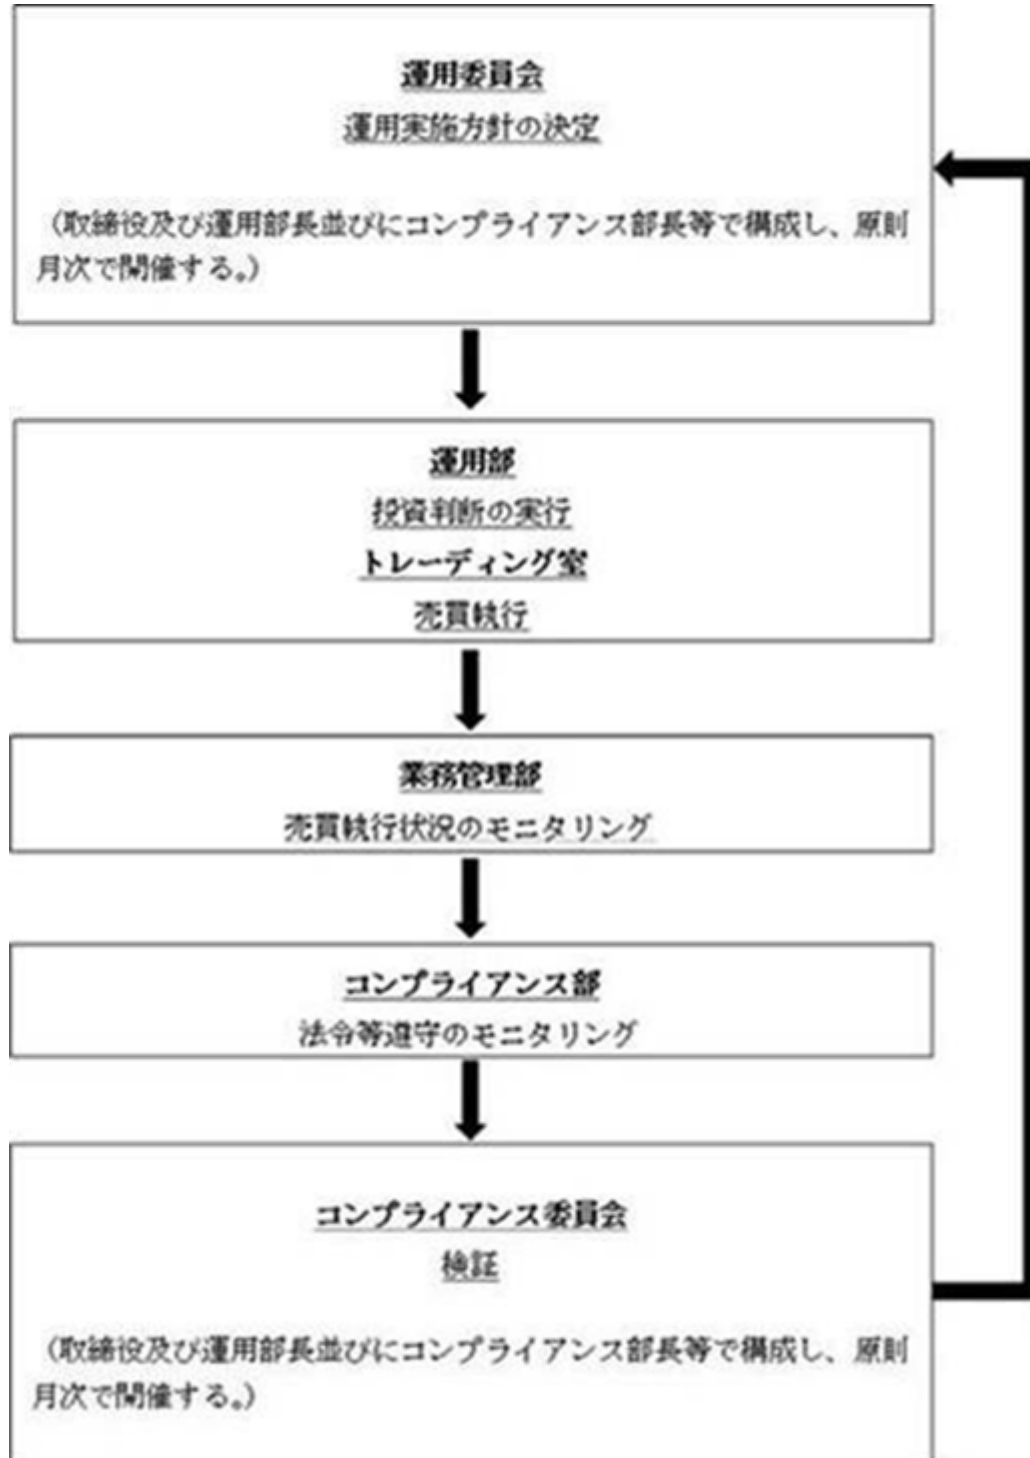 運用委員会
運用実施方針の決定
（取締役及び運用部長並びにコンプライアンス部長等で構成し、原則
月次で開催する。）
運用部
投資判断の実行
トレーディング室
売買執行
業務管理部
売買執行状況のモニタリング
コンプライアンス部
法令等遵守のモニタリング
コンプライアンス委員会
検証
（取締役及び運用部長並びにコンプライアンス部長等で構成し、原則
月次で開催する。）